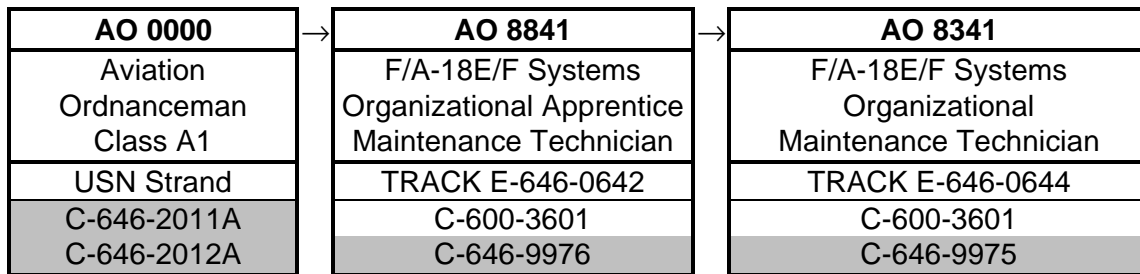 AO 0000 → AO 8841 → AO 8341
Aviation
Ordnanceman
Class A1
USN Strand
C-646-2011A
C-646-2012A
F/A-18E/F Systems
Organizational Apprentice
Maintenance Technician
TRACK E-646-0642
C-600-3601
C-646-9976
F/A-18E/F Systems
Organizational
Maintenance Technician
TRACK E-646-0644
C-600-3601
C-646-9975